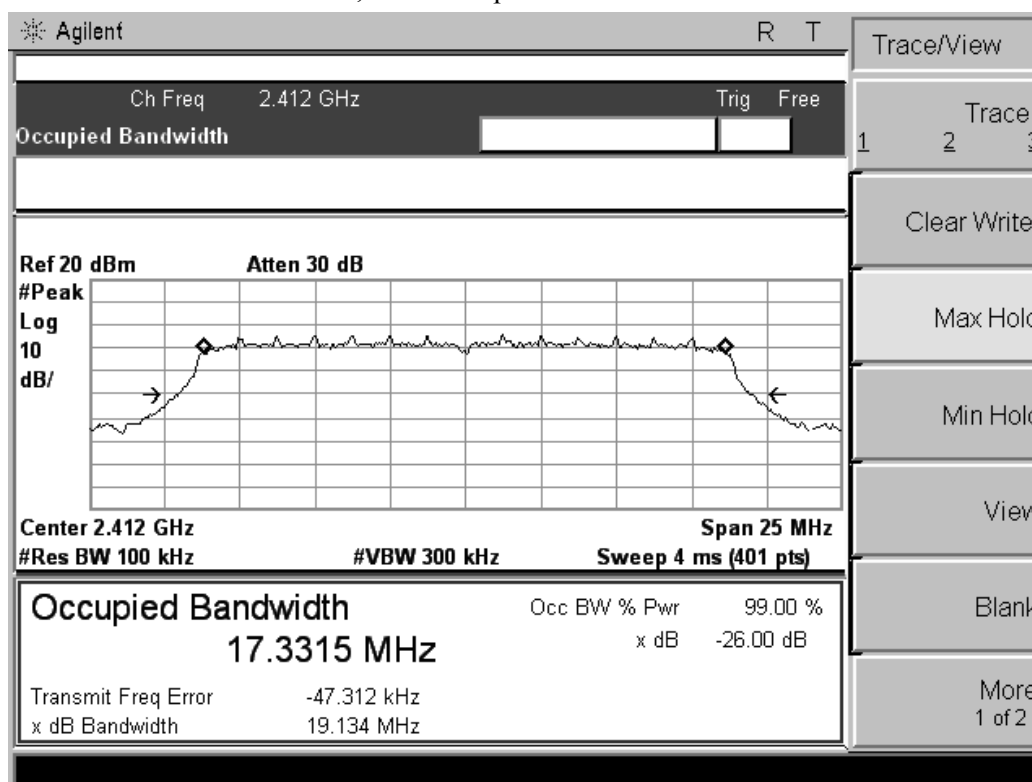 Agilent R T
Trace/View
Ch Freq 2.412 GHz Trig Free
Occupied Bandwidth
Trace
1 2
Clear Write
Ref 20 dBm Atten 30 dB
#Peak
Log
10
dB/
Max Hold
Min Hold
View
Center 2.412 GHz Span 25 MHz
#Res BW 100 kHz #VBW 300 kHz Sweep 4 ms (401 pts)
Occupied Bandwidth
17.3315 MHz
Occ BW % Pwr 99.00 %
x dB -26.00 dB
Transmit Freq Error -47.312 kHz
x dB Bandwidth 19.134 MHz
Blank
More
1 of 2